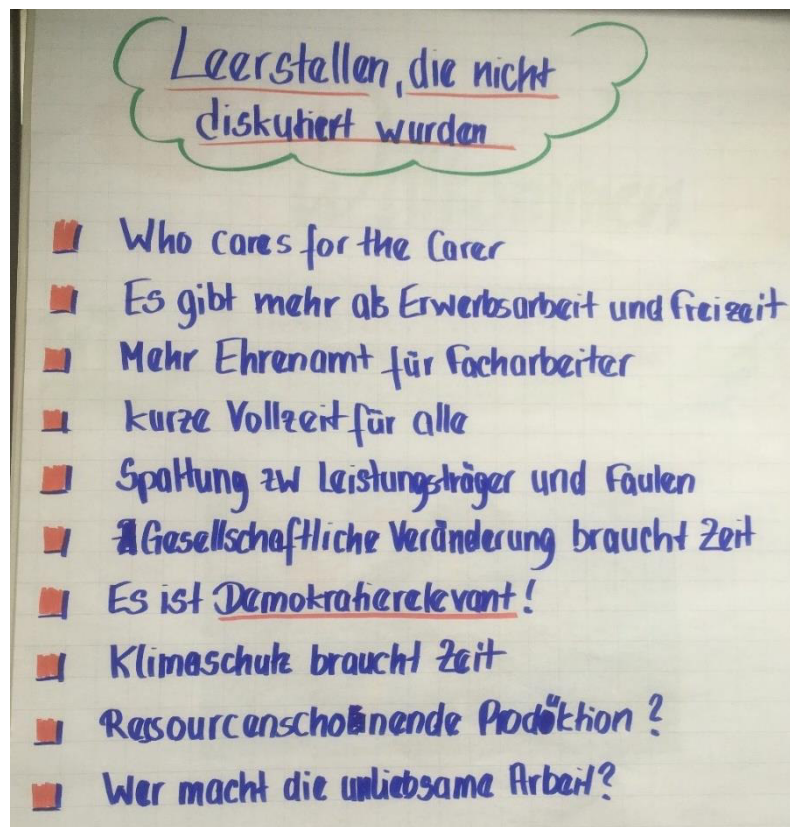 Leerstellen, die nicht
diskutiert wurden
Who cares for the Carer
Es gibt mehr als Erwerbsarbeit und Freizeit
Mehr Ehrenamt für Facharbeiter
kurze Vollzeit für alle
Spaltung zw Leistungsträger und Faulen
Gesellschaftliche Veränderung braucht Zeit
Es ist Demokratierelevant!
Klimaschutz braucht Zeit
Ressourcenschonende Produktion?
Wer macht die unliebsame Arbeit?